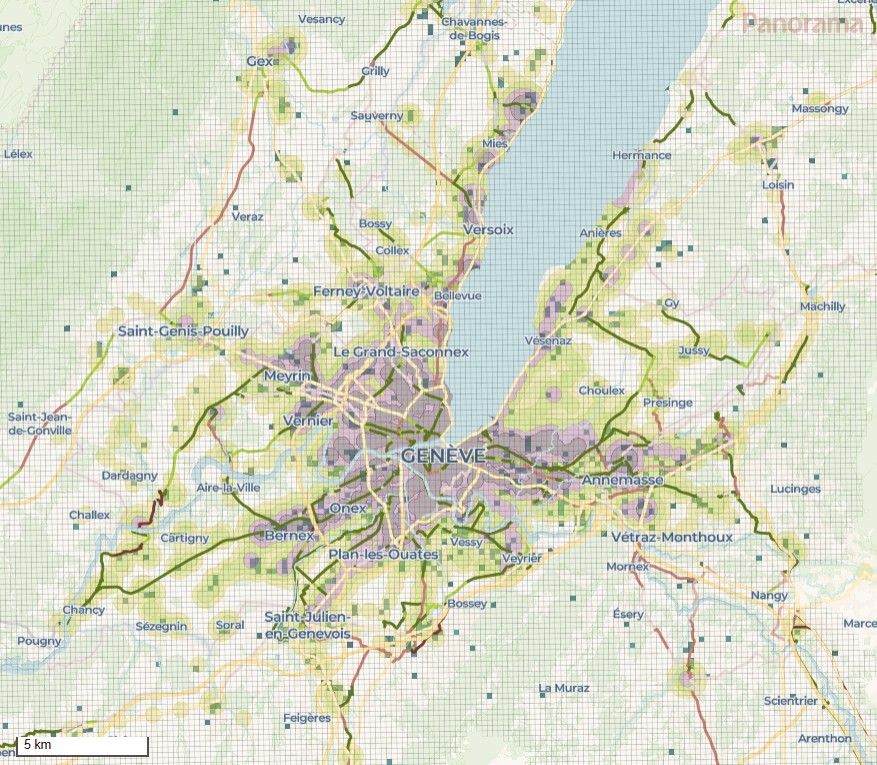 Vesancy
Chavannes-
de-Bogis
Panorama
Gex
Grilly
Sauverny
Massongy
Mies
Lélex
Hermance
Loisin
Veraz
Bossy
Versoix
Collex
Anières
Ferney-Voltaire
Bellevue
Gy
Machilly
Saint-Genis-Pouilly
Vésenaz
Le Grand-Saconnex
Jussy
Meyrin
Choulex
Presinge
Saint-Jean-
de-Gonville
Vernier
GENÈVE
Dardagny
Annemasse
Aire-la-Ville
Lucinges
Challex
Onex
Cartigny
Bernex
Vétraz-Monthoux
Vessy
Plan-les-Ouates
Veyrier
Mornex
Nangy
Chancy
Bossey
Ésery
Saint-Julien-
en-Genevois
Sézegnin
Soral
Marce
Pougny
La Muraz
Scientrier
Feigères
Arenthon
5 km